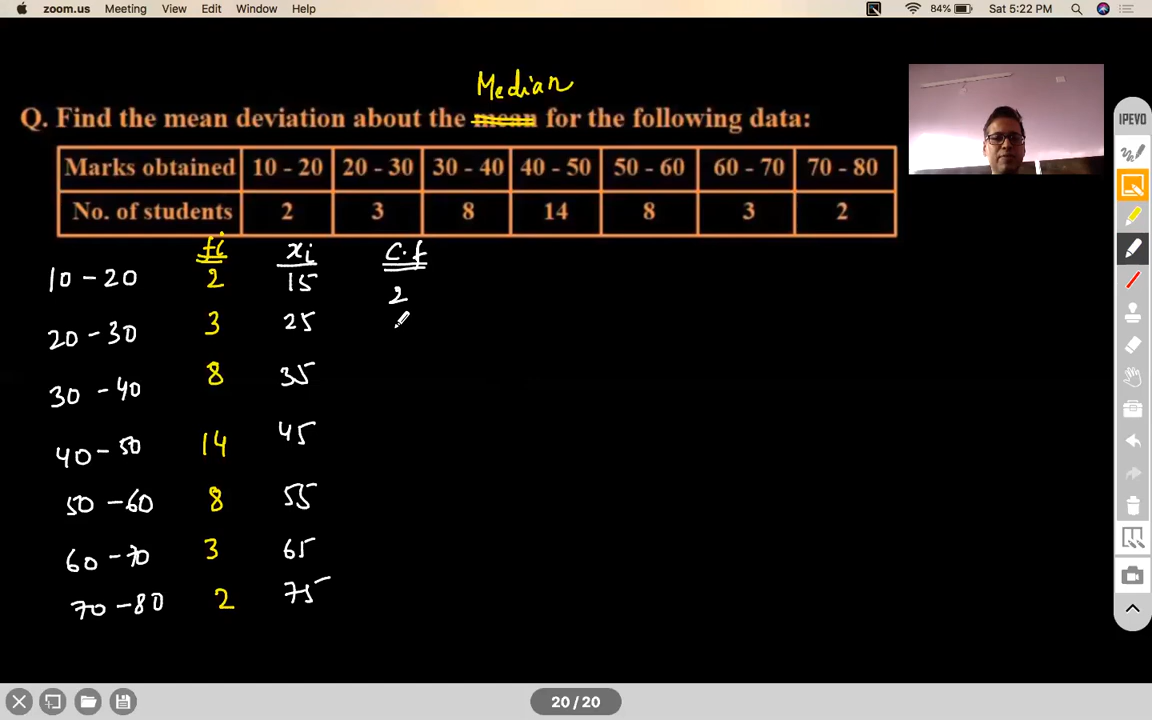 zoom.us Meeting View Edit Window Help 84% Sat 5:22 PM
Median
Q. Find the mean deviation about the mean for the following data:
Marks obtained 10 - 20 20 - 30 30 - 40 40 - 50 50 - 60 60 - 70 70 - 80
No. of students 2 3 8 14 8 3 2
IPEVO
fi xi C.f
10 - 20 2 15 2
20 - 30 3 25
30 - 40 8 35
40 - 50 14 45
50 - 60 8 55
60 - 70 3 65
70 - 80 2 75
20 / 20